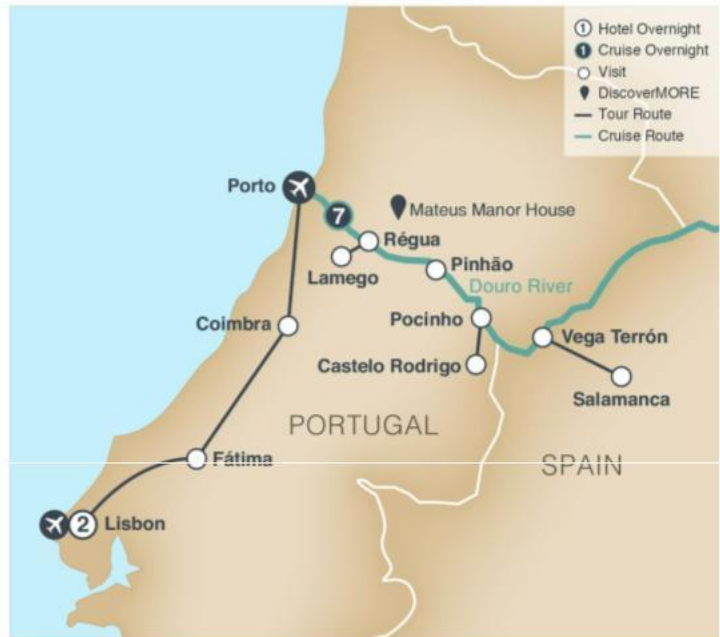 1 Hotel Overnight
1 Cruise Overnight
Visit
DiscoverMORE
Tour Route
Cruise Route
Porto
7
Mateus Manor House
Régua
Lamego
Pinhão
Douro River
Coimbra
Pocinho
Vega Terrón
Castelo Rodrigo
Salamanca
PORTUGAL
Fátima
SPAIN
2 Lisbon